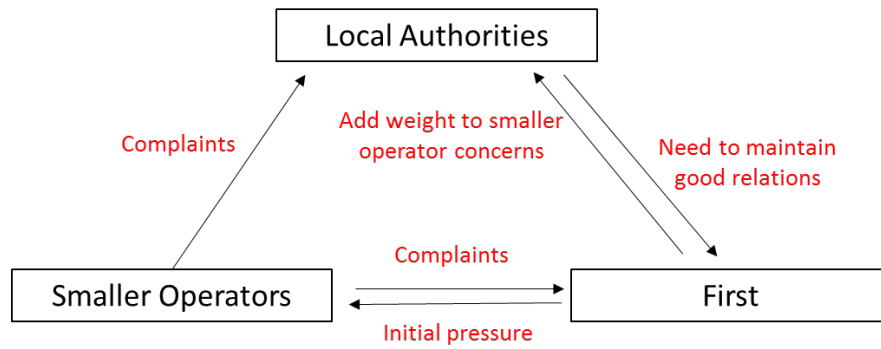 Local Authorities
Complaints
Add weight to smaller
operator concerns
Need to maintain
good relations
Complaints
Smaller Operators
First
Initial pressure